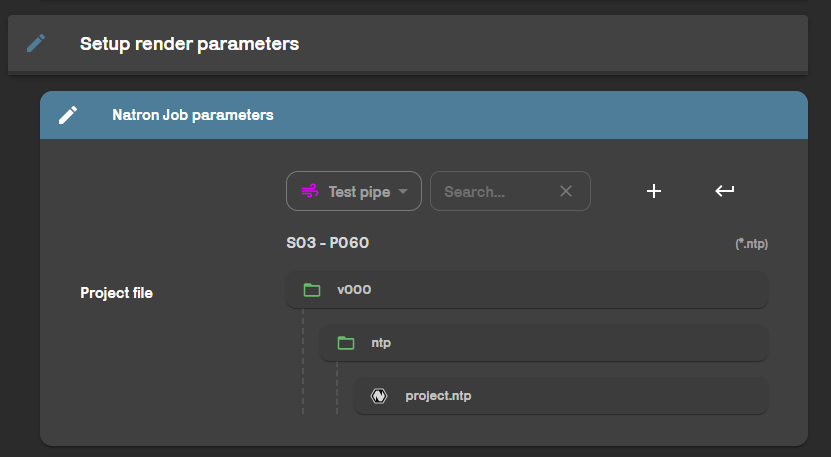 Setup render parameters
Natron Job parameters
Test pipe
Search...
S03 - P060
(*.ntp)
Project file
v000
ntp
project.ntp